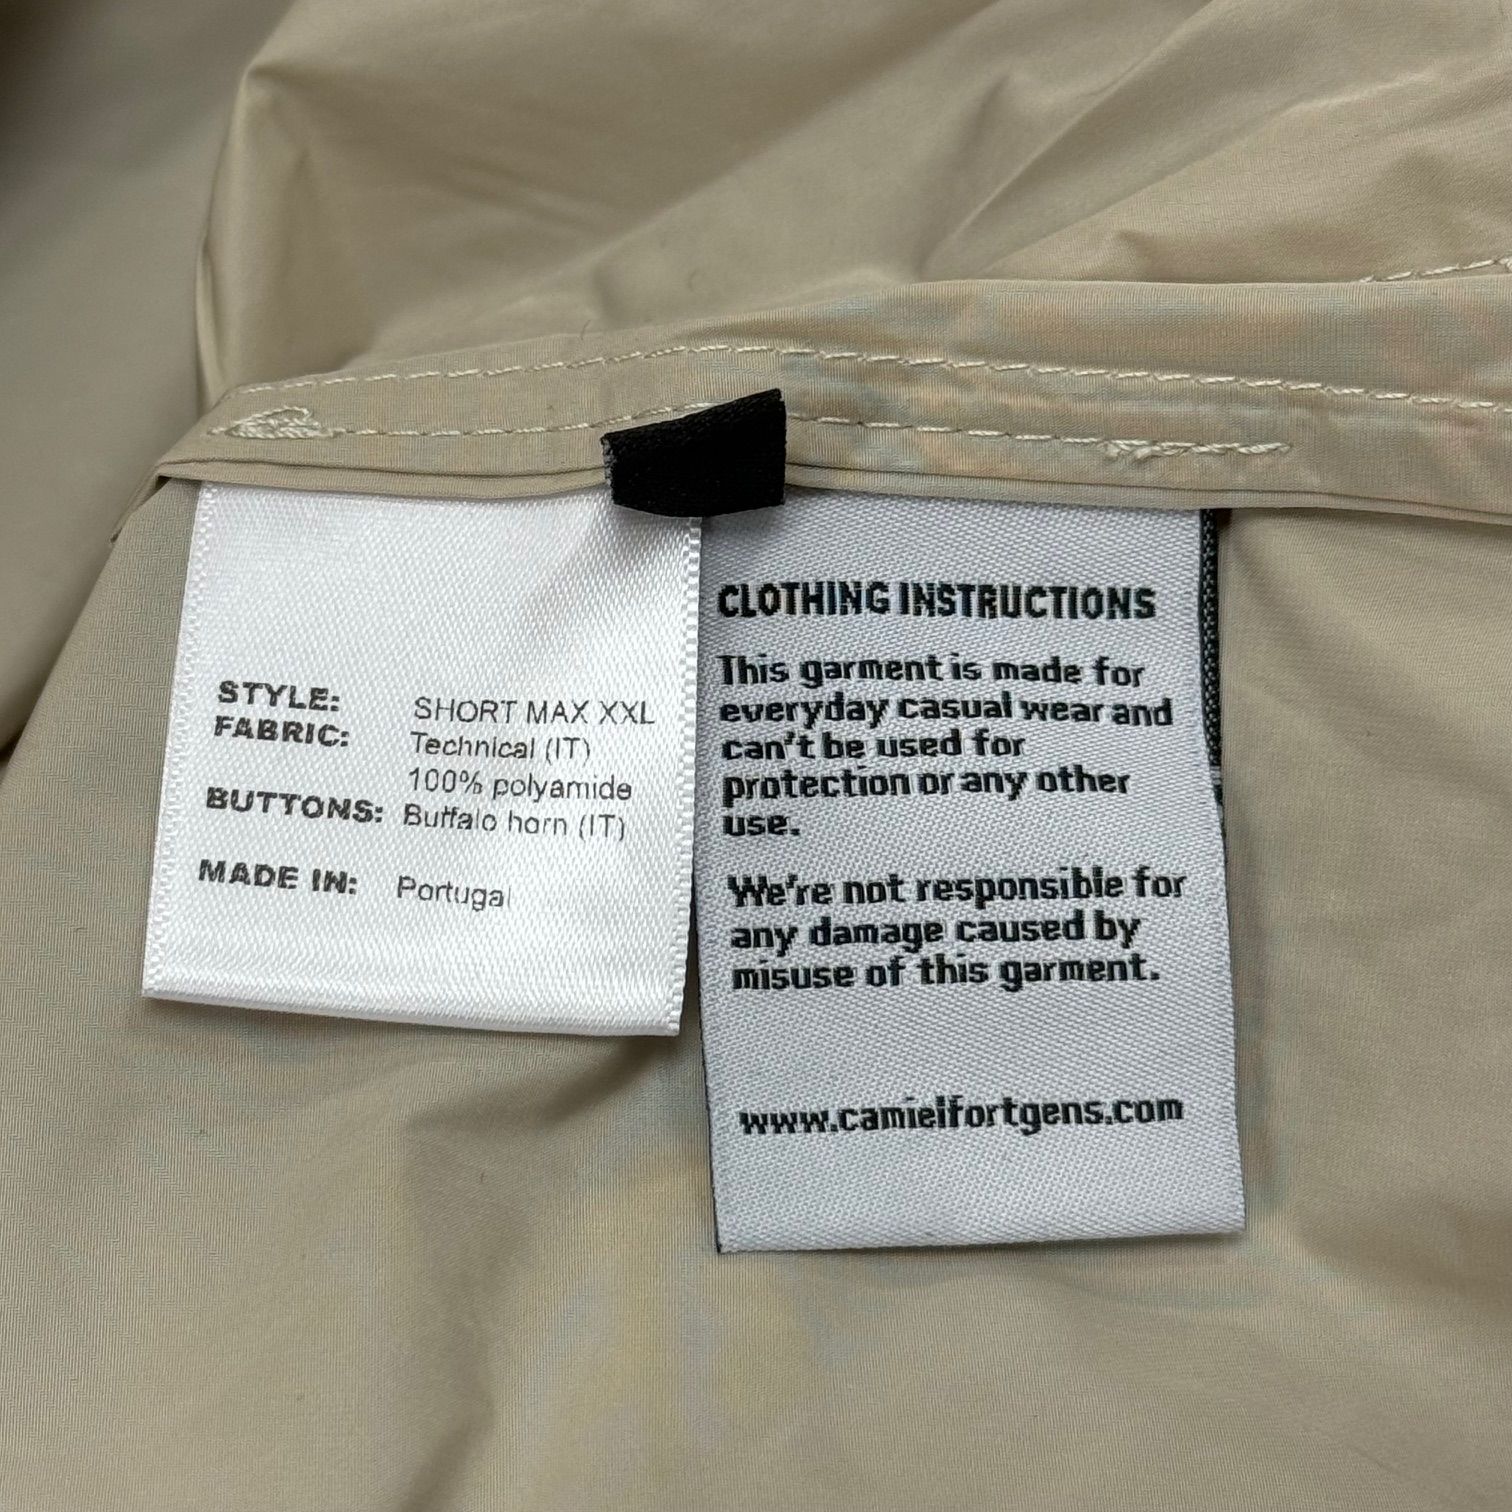 STYLE: SHORT MAX XXL
FABRIC: Technical (IT)
100% polyamide
BUTTONS: Buffalo horn (IT)
MADE IN: Portugal
CLOTHING INSTRUCTIONS
This garment is made for
everyday casual wear and
can't be used for
protection or any other
use.
We're not responsible for
any damage caused by
misuse of this garment.
www.camielfortgens.com